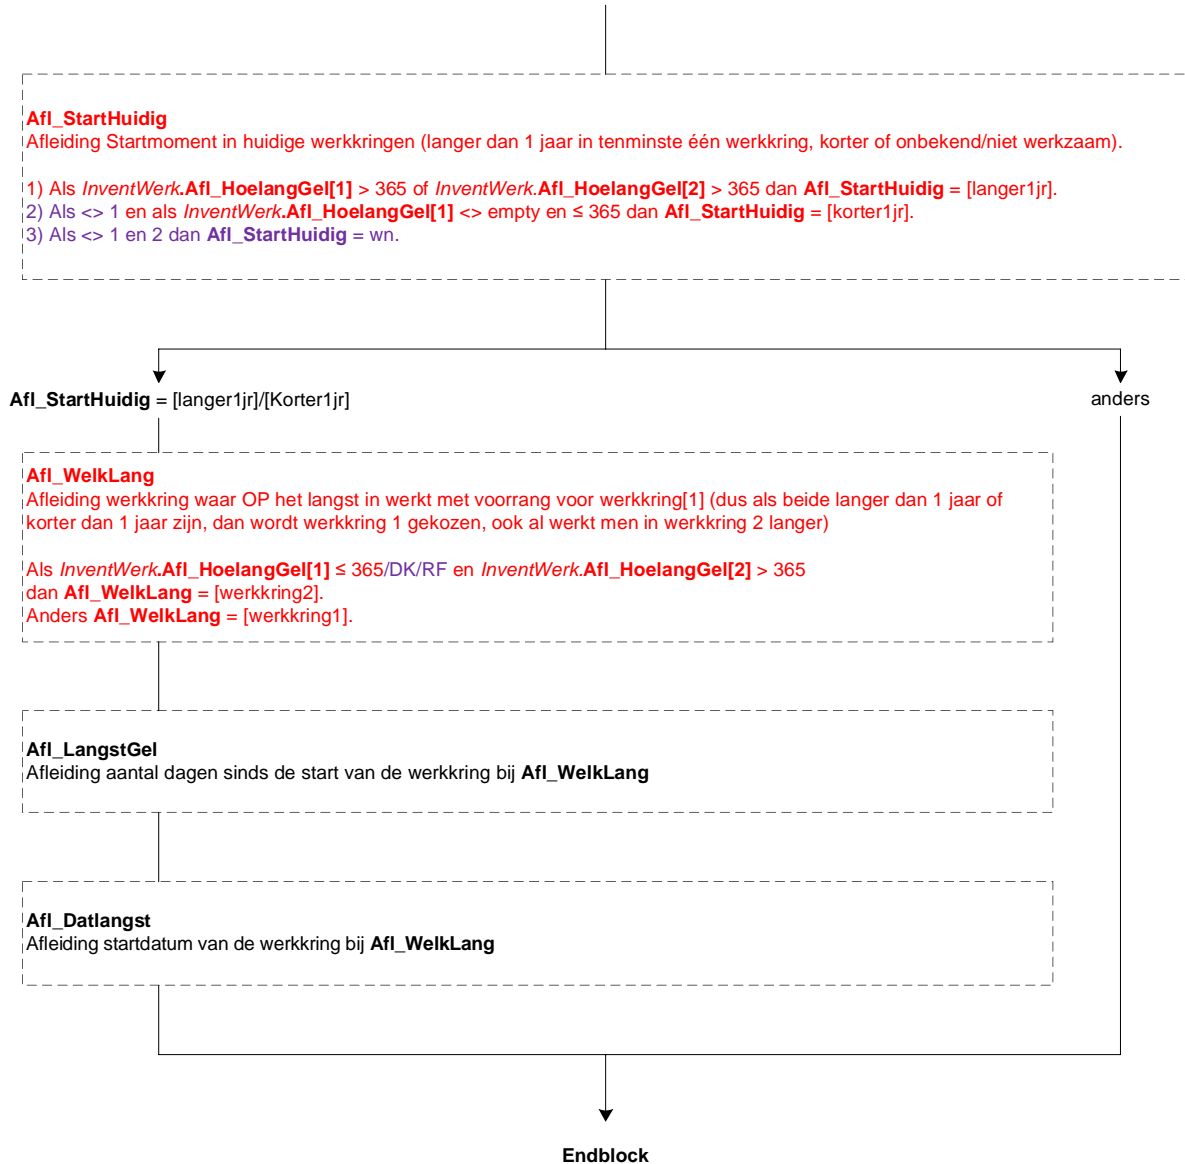 Afl_StartHuidig
Afleiding Startmoment in huidige werkkringen (langer dan 1 jaar in tenminste één werkkring, korter of onbekend/niet werkzaam).
1) Als InventWerk.Afl_HoelangGel[1] > 365 of InventWerk.Afl_HoelangGel[2] > 365 dan Afl_StartHuidig = [langer1jr].
2) Als <> 1 en als InventWerk.Afl_HoelangGel[1] <> empty en ≤ 365 dan Afl_StartHuidig = [korter1jr].
3) Als <> 1 en 2 dan Afl_StartHuidig = wn.
Afl_StartHuidig = [langer1jr]/[Korter1jr]
anders
Afl_WelkLang
Afleiding werkkring waar OP het langst in werkt met voorrang voor werkkring[1] (dus als beide langer dan 1 jaar of
korter dan 1 jaar zijn, dan wordt werkkring 1 gekozen, ook al werkt men in werkkring 2 langer)
Als InventWerk.Afl_HoelangGel[1] ≤ 365/DK/RF en InventWerk.Afl_HoelangGel[2] > 365
dan Afl_WelkLang = [werkkring2].
Anders Afl_WelkLang = [werkkring1].
Afl_LangstGel
Afleiding aantal dagen sinds de start van de werkkring bij Afl_WelkLang
Afl_Datlangst
Afleiding startdatum van de werkkring bij Afl_WelkLang
Endblock